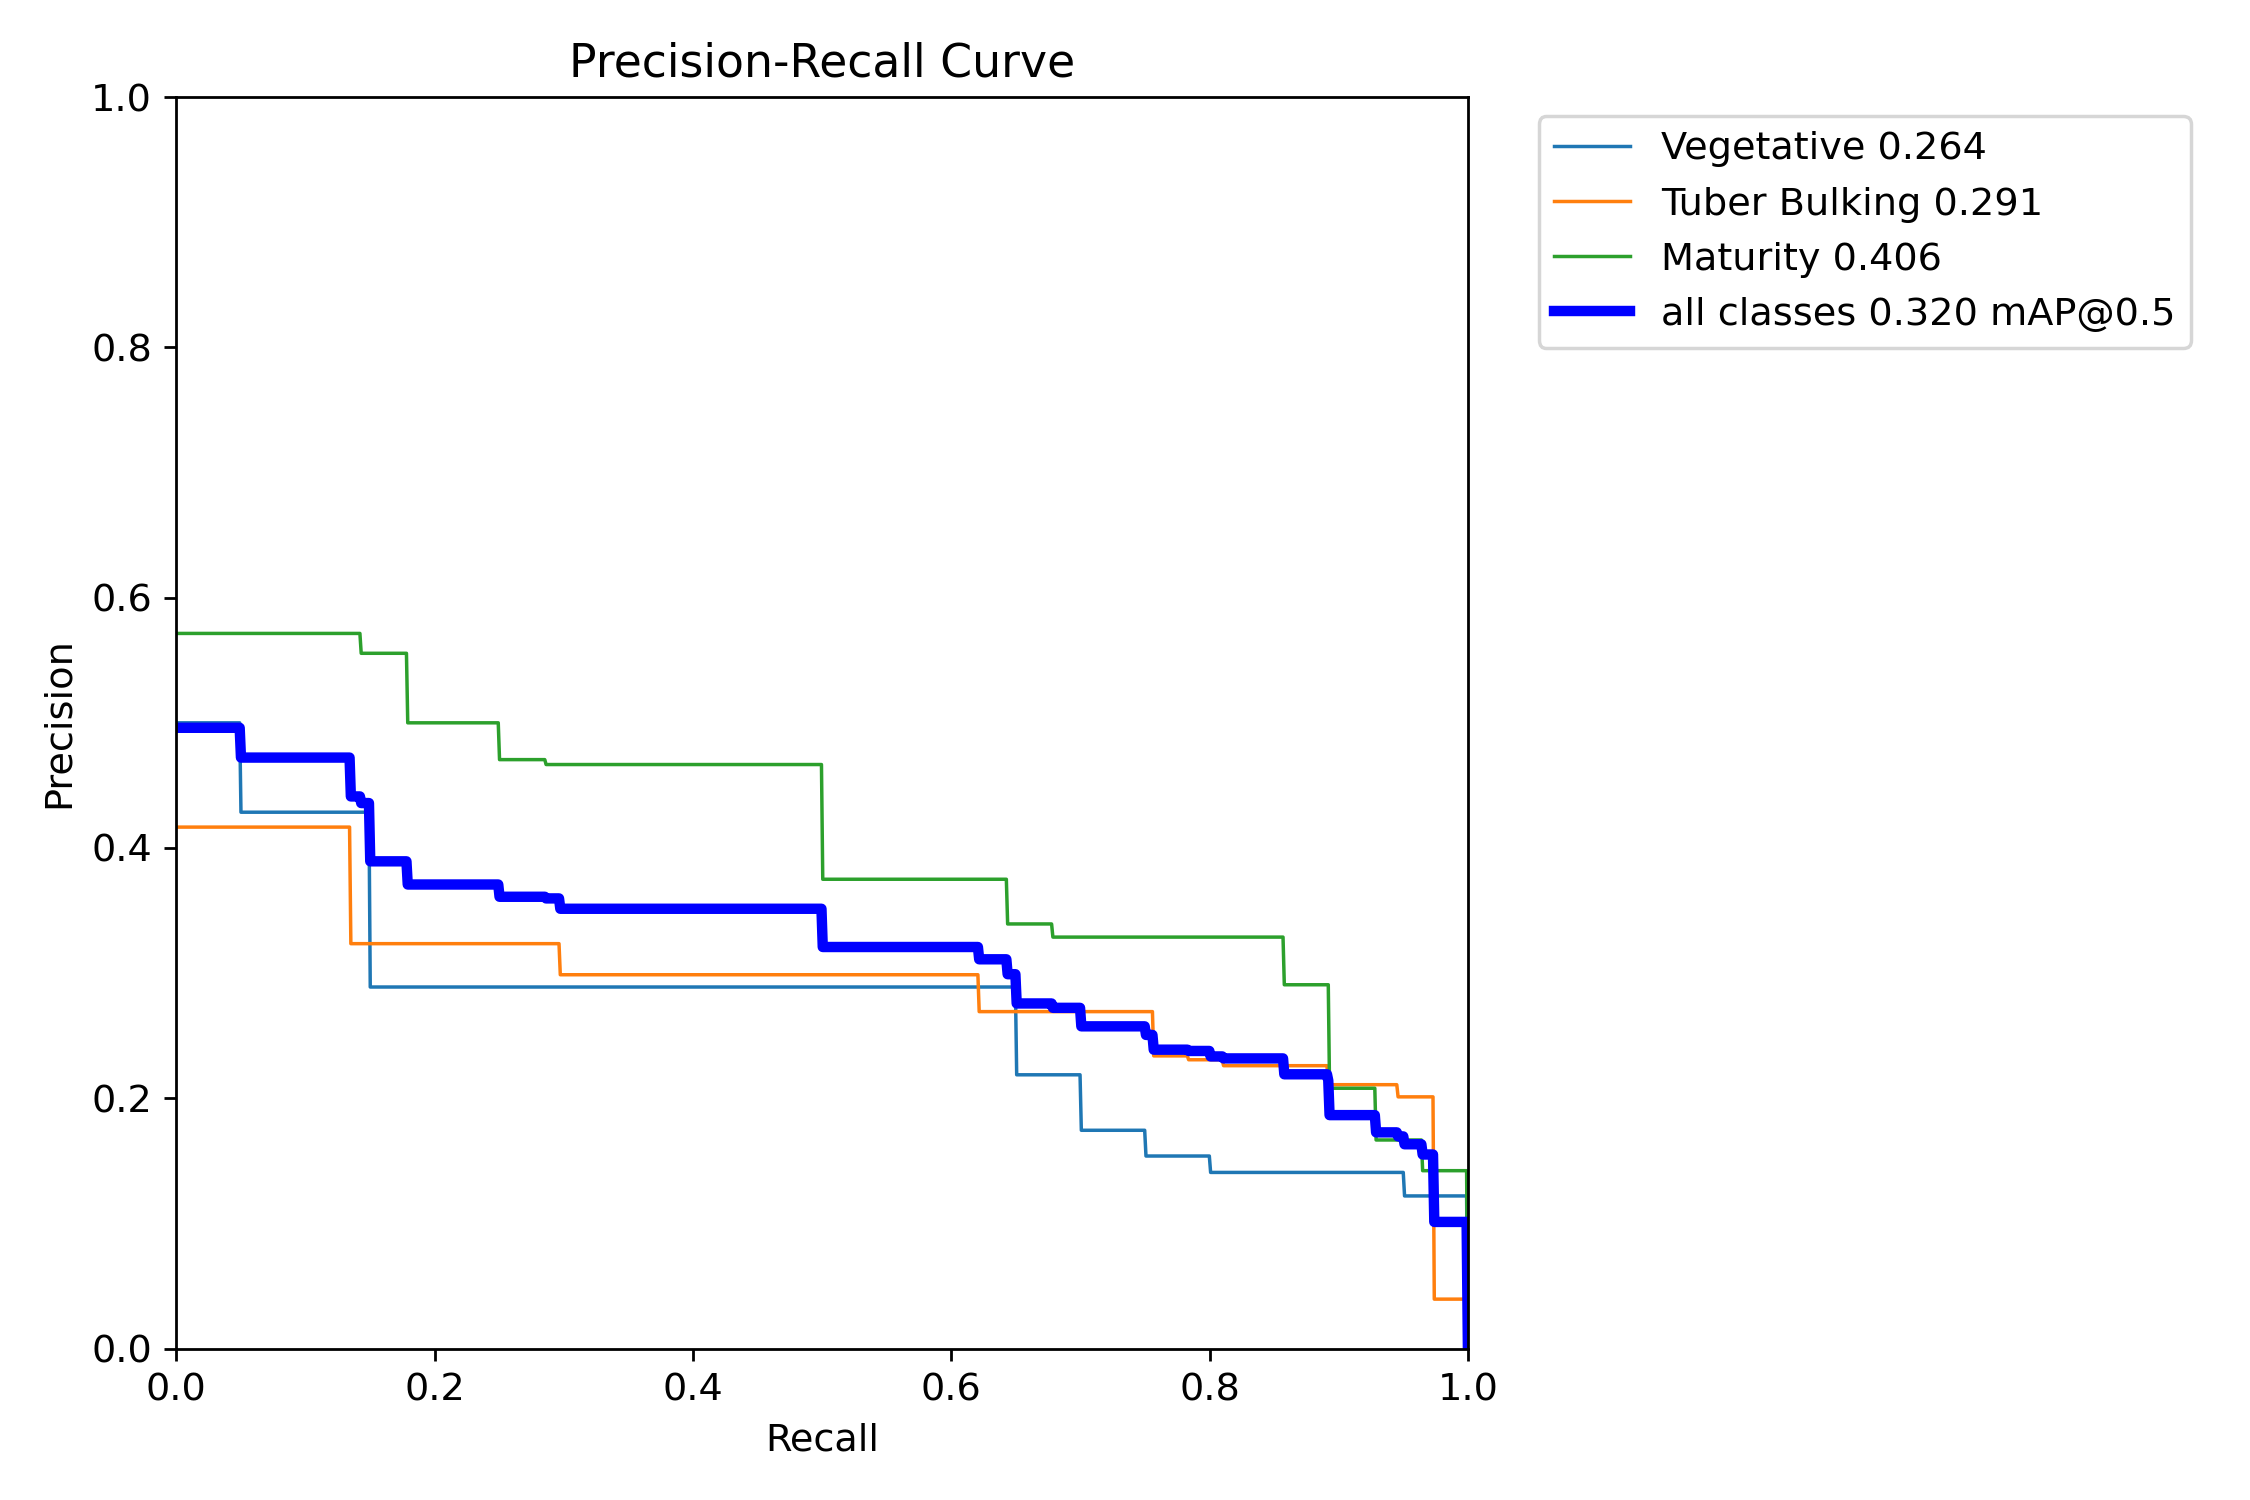 Precision-Recall Curve
1.0
0.8
0.6
0.4
0.2
0.0
Precision
0.0 0.2 0.4 0.6 0.8 1.0
Recall
Vegetative 0.264
Tuber Bulking 0.291
Maturity 0.406
all classes 0.320 mAP@0.5